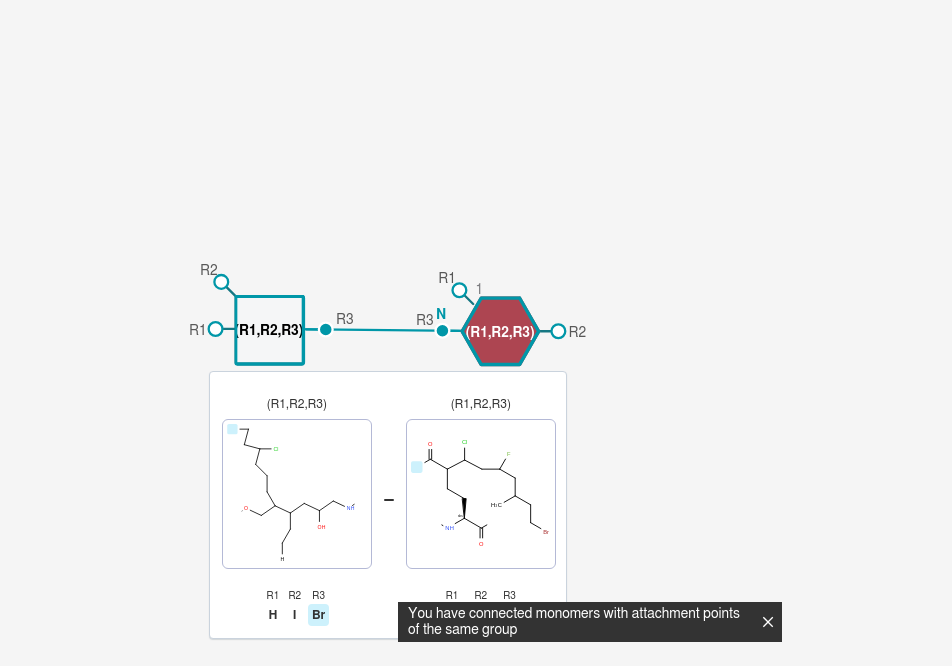 R2
R1
(R1,R2,R3)
R3
R3
N
R1
1
(R1,R2,R3)
R2
(R1,R2,R3)
(R1,R2,R3)
Cl
O
NH
OH
H
–
O
Cl
F
H₃C
NH
O
Br
R1 R2 R3
H I Br
R1 R2 R3
You have connected monomers with attachment points
of the same group